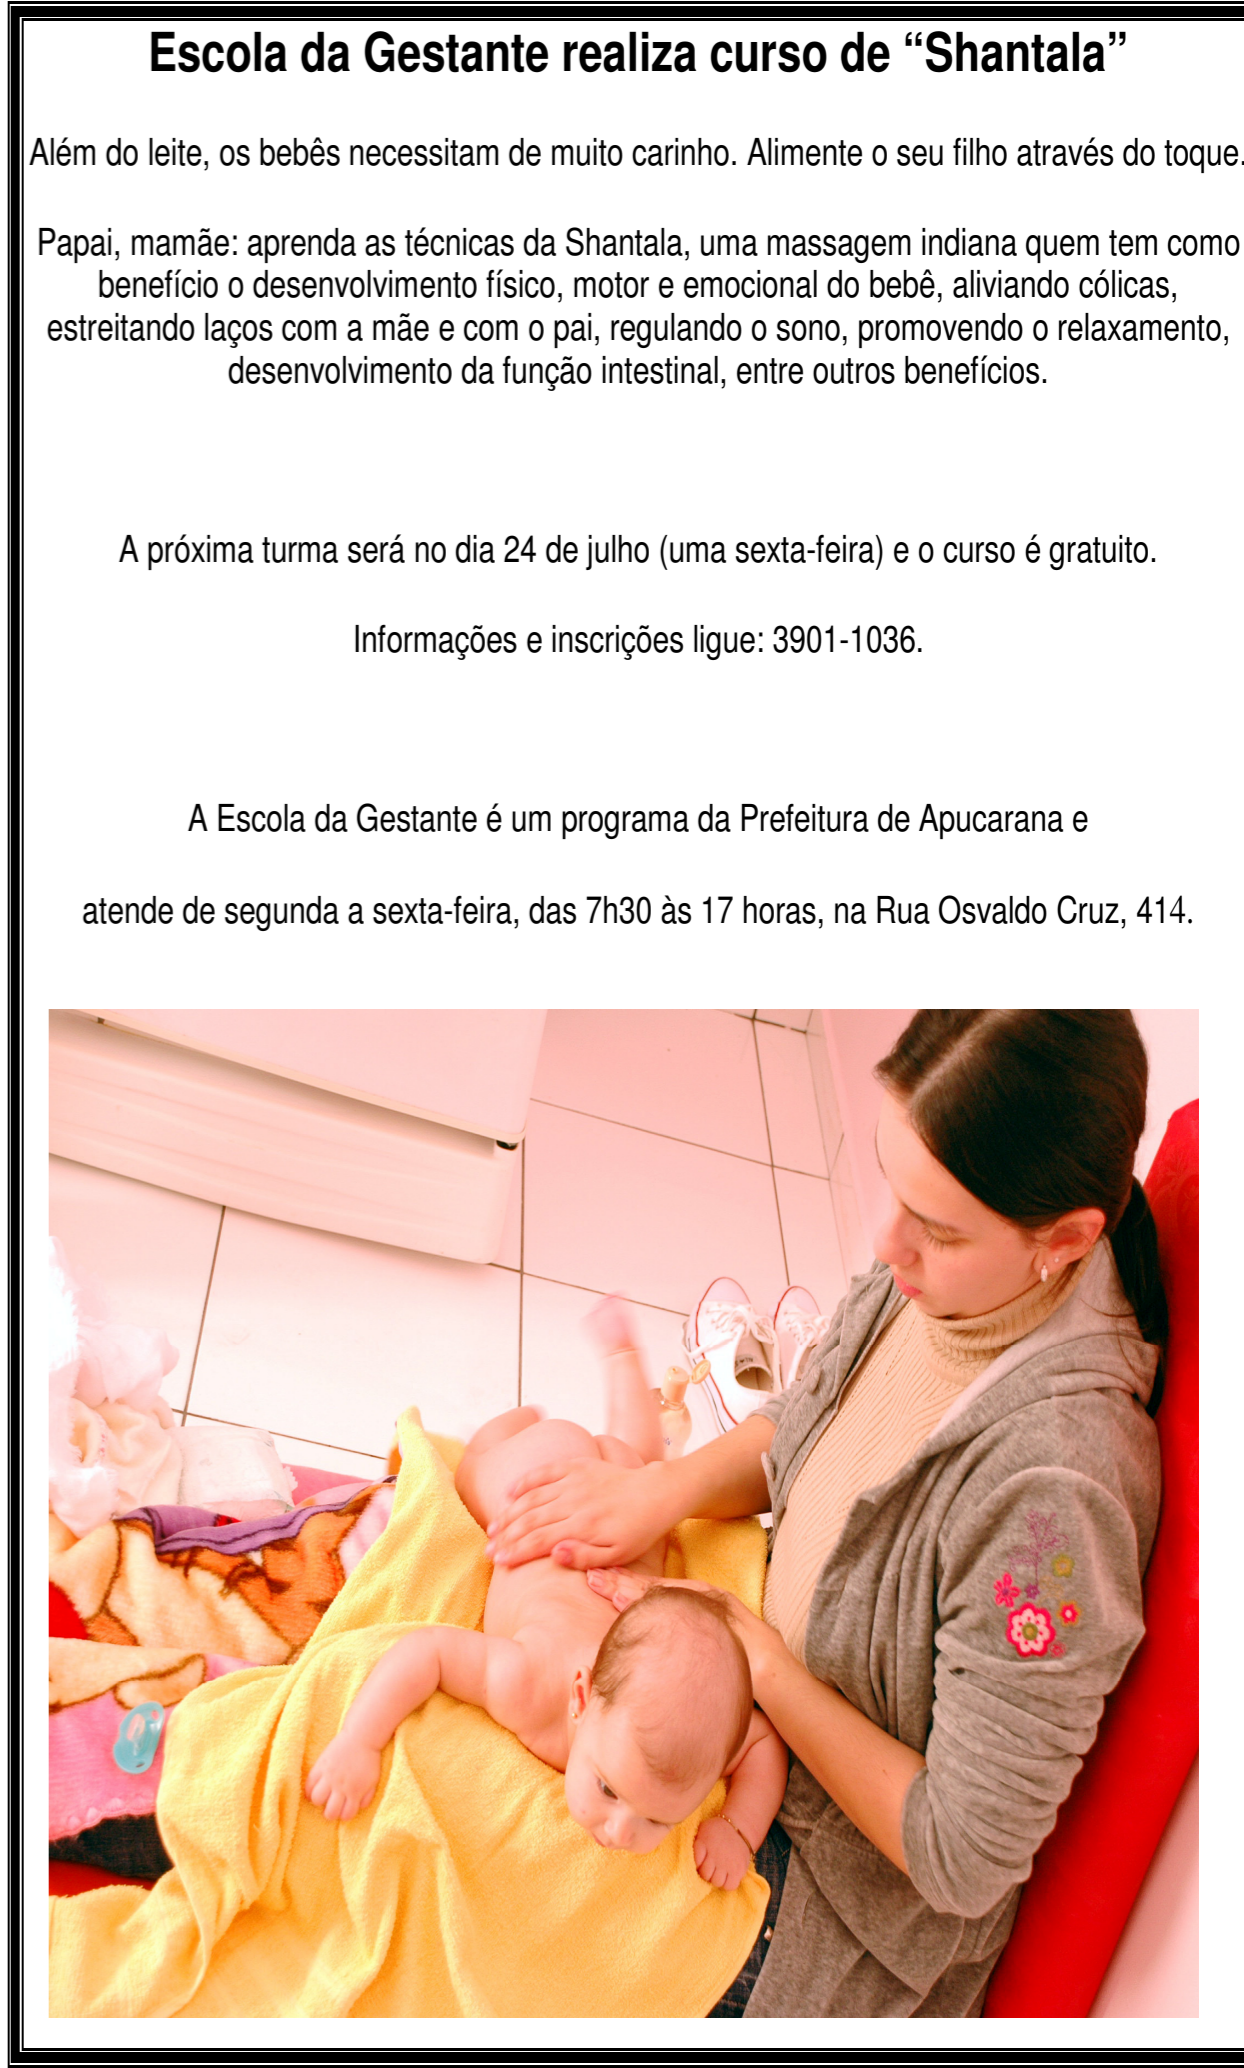 Escola da Gestante realiza curso de “Shantala”
Além do leite, os bebês necessitam de muito carinho. Alimente o seu filho através do toque.
Papai, mamãe: aprenda as técnicas da Shantala, uma massagem indiana quem tem como
benefício o desenvolvimento físico, motor e emocional do bebê, aliviando cólicas,
estreitando laços com a mãe e com o pai, regulando o sono, promovendo o relaxamento,
desenvolvimento da função intestinal, entre outros benefícios.
A próxima turma será no dia 24 de julho (uma sexta-feira) e o curso é gratuito.
Informações e inscrições ligue: 3901-1036.
A Escola da Gestante é um programa da Prefeitura de Apucarana e
atende de segunda a sexta-feira, das 7h30 às 17 horas, na Rua Osvaldo Cruz, 414.